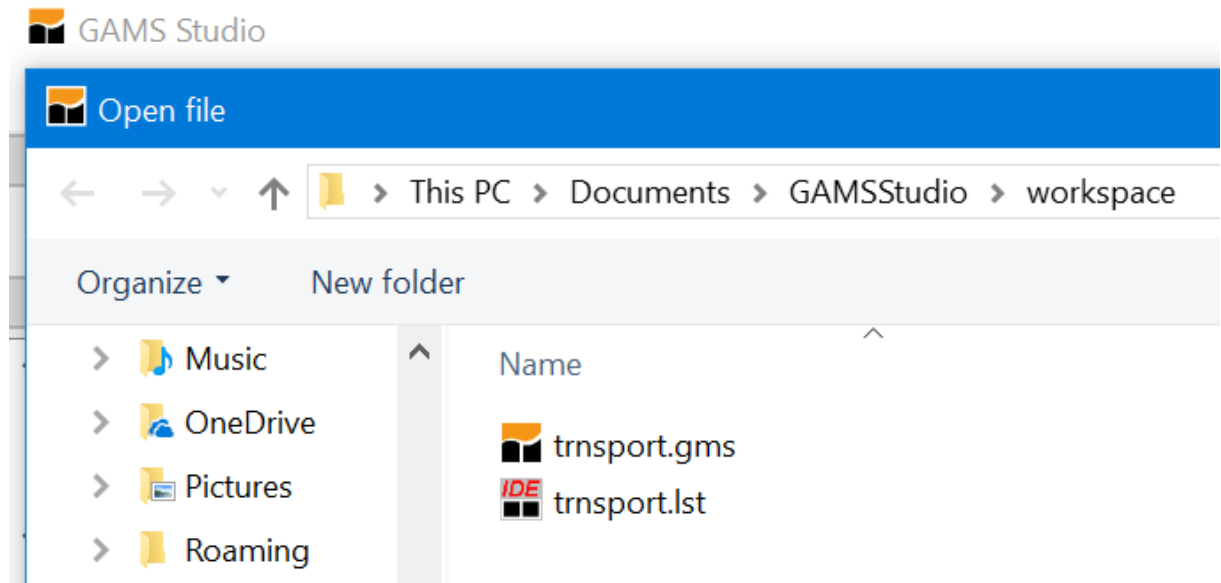 GAMS Studio
Open file
This PC > Documents > GAMSStudio > workspace
Organize New folder
Name
Music
OneDrive
Pictures
Roaming
trnsport.gms
IDE trnsport.lst